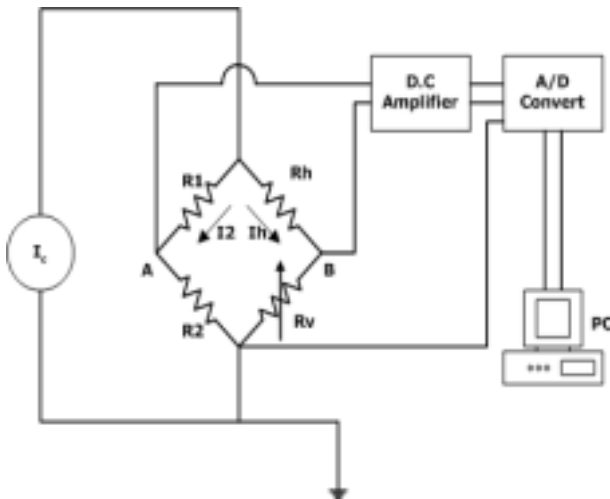 D.C
Amplifier
A/D
Convert
R1
Rh
I2
Ih
Ic
A
B
R2
Rv
PC